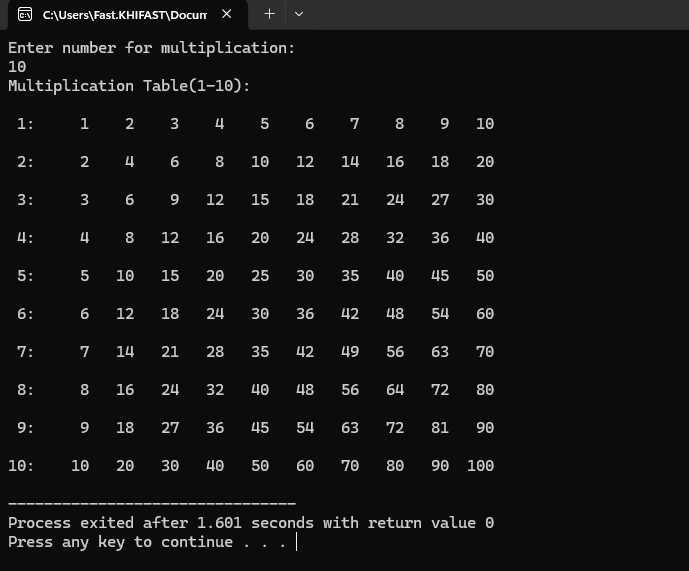 C:\Users\Fast.KHIFAST\Docum
Enter number for multiplication:
10
Multiplication Table(1-10):
1: 1 2 3 4 5 6 7 8 9 10
2: 2 4 6 8 10 12 14 16 18 20
3: 3 6 9 12 15 18 21 24 27 30
4: 4 8 12 16 20 24 28 32 36 40
5: 5 10 15 20 25 30 35 40 45 50
6: 6 12 18 24 30 36 42 48 54 60
7: 7 14 21 28 35 42 49 56 63 70
8: 8 16 24 32 40 48 56 64 72 80
9: 9 18 27 36 45 54 63 72 81 90
10: 10 20 30 40 50 60 70 80 90 100
--------------------------------
Process exited after 1.601 seconds with return value 0
Press any key to continue . . .